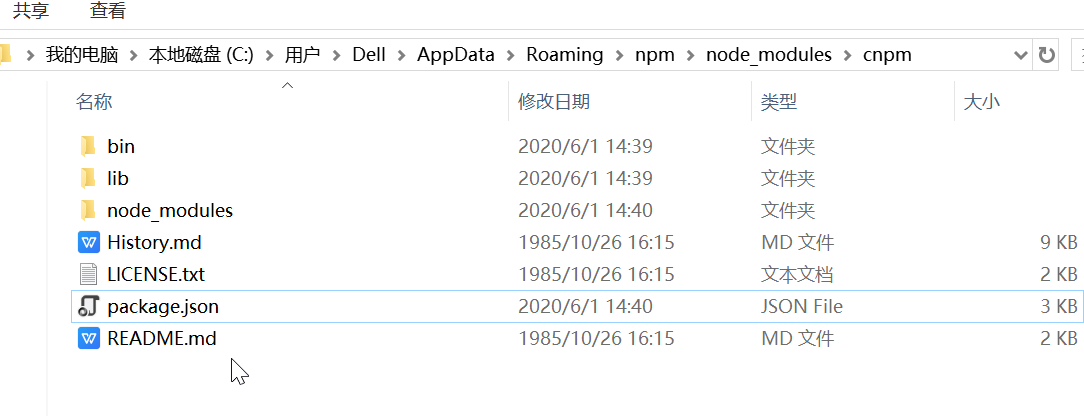 共享 查看
我的电脑 本地磁盘 (C:) 用户 Dell AppData Roaming npm node_modules cnpm
名称 修改日期 类型 大小
bin 2020/6/1 14:39 文件夹
lib 2020/6/1 14:39 文件夹
node_modules 2020/6/1 14:40 文件夹
History.md 1985/10/26 16:15 MD 文件 9 KB
LICENSE.txt 1985/10/26 16:15 文本文档 2 KB
package.json 2020/6/1 14:40 JSON File 3 KB
README.md 1985/10/26 16:15 MD 文件 2 KB